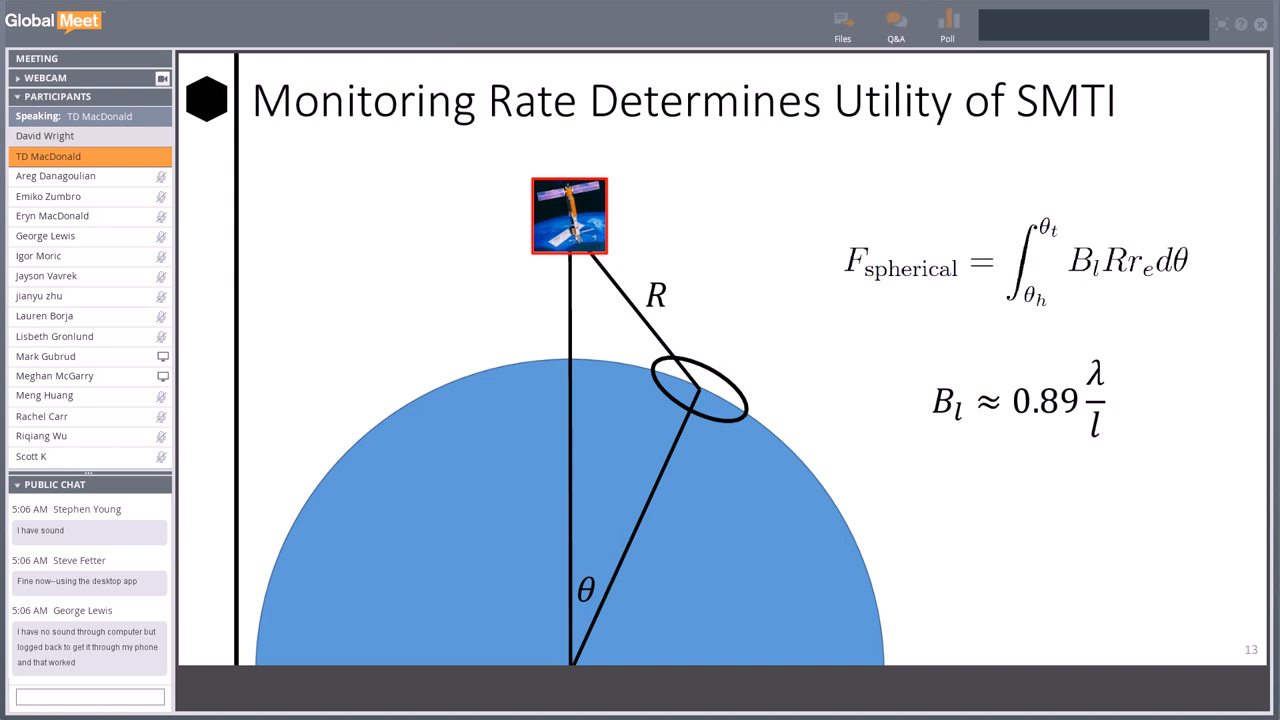 Global Meet
Files
Q&A
Poll
MEETING
WEBCAM
PARTICIPANTS
Speaking: TD MacDonald
David Wright
TD MacDonald
Areg Danagoulian
Emiko Zumbro
Eryn MacDonald
George Lewis
Igor Moric
Jayson Vavrek
jianyu zhu
Lauren Borja
Lisbeth Gronlund
Mark Gubrud
Meghan McGarry
Meng Huang
Rachel Carr
Riqiang Wu
Scott K
PUBLIC CHAT
5:06 AM Stephen Young
I have sound
5:06 AM Steve Fetter
Fine now--using the desktop app
5:06 AM George Lewis
I have no sound through computer but
logged back to get it through my phone
and that worked
Monitoring Rate Determines Utility of SMTI
R
θ
F_spherical = ∫_{θ_h}^{θ_t} B_l R r_e dθ
B_l ≈ 0.89 λ/l
13